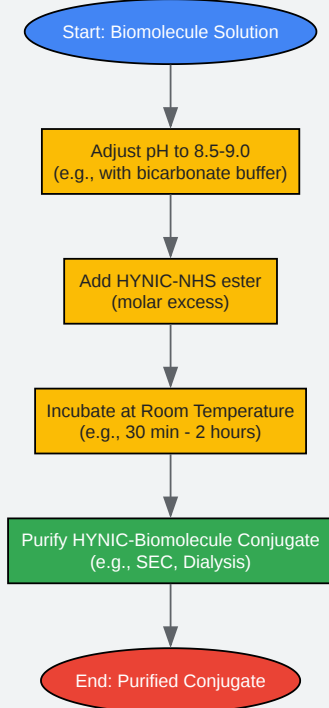 Start: Biomolecule Solution
Adjust pH to 8.5-9.0
(e.g., with bicarbonate buffer)
Add HYNIC-NHS ester
(molar excess)
Incubate at Room Temperature
(e.g., 30 min - 2 hours)
Purify HYNIC-Biomolecule Conjugate
(e.g., SEC, Dialysis)
End: Purified Conjugate